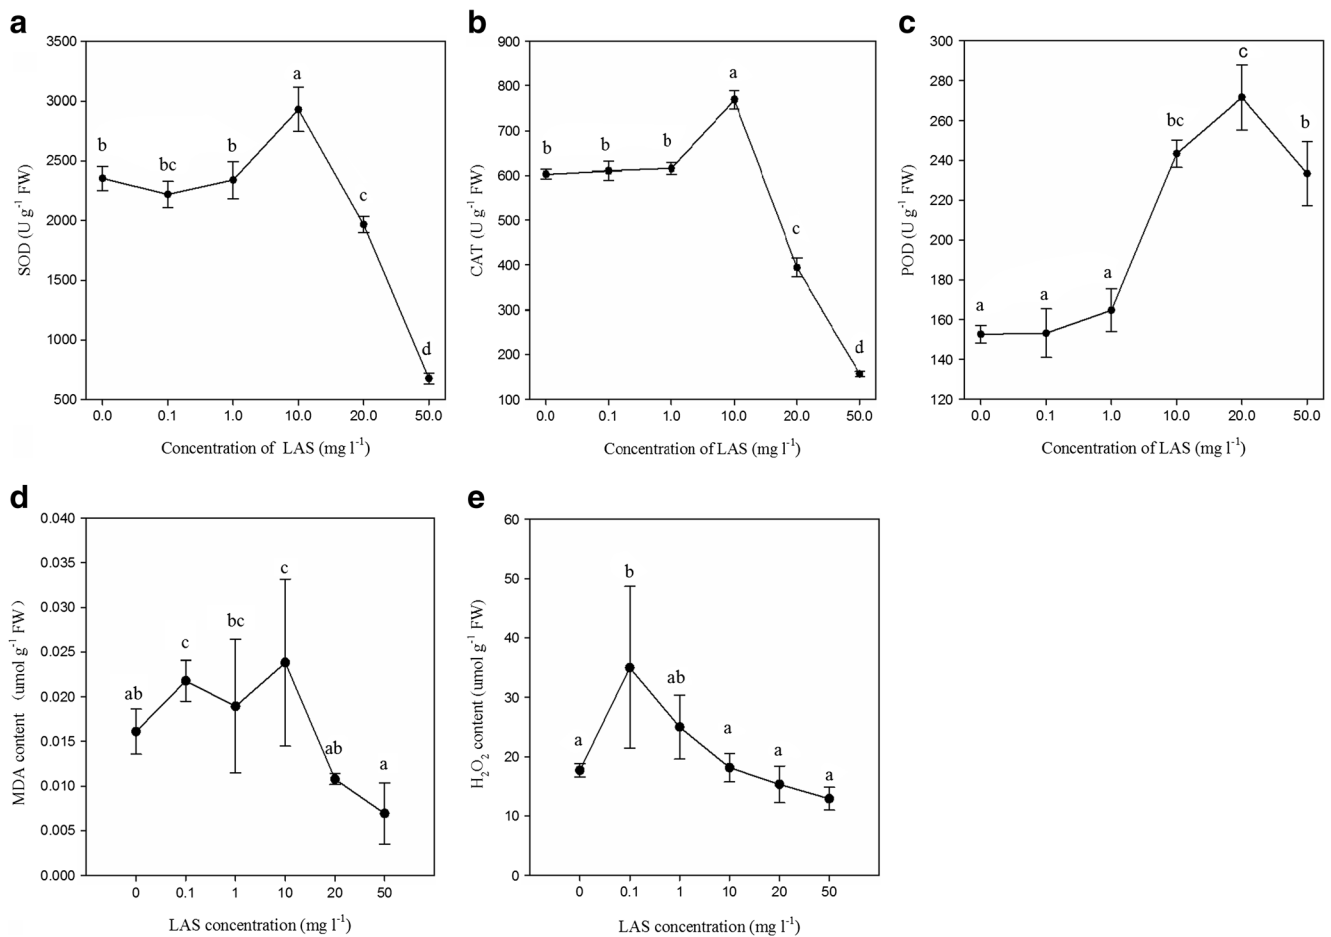 a
3500
3000
2500
2000
1500
1000
500
SOD (U g⁻¹ FW)
b
bc
b
a
c
d
0.0 0.1 1.0 10.0 20.0 50.0
Concentration of LAS (mg l⁻¹)
b
900
800
700
600
500
400
300
200
100
CAT (U g⁻¹ FW)
b
b
b
a
c
d
0.0 0.1 1.0 10.0 20.0 50.0
Concentration of LAS (mg l⁻¹)
c
300
280
260
240
220
200
180
160
140
120
POD (U g⁻¹ FW)
a
a
a
bc
c
b
0.0 0.1 1.0 10.0 20.0 50.0
Concentration of LAS (mg l⁻¹)
d
0.040
0.035
0.030
0.025
0.020
0.015
0.010
0.005
0.000
MDA content (umol g⁻¹ FW)
ab
c
bc
c
ab
a
0 0.1 1 10 20 50
LAS concentration (mg l⁻¹)
e
60
50
40
30
20
10
0
H₂O₂ content (umol g⁻¹ FW)
a
b
ab
a
a
a
0 0.1 1 10 20 50
LAS concentration (mg l⁻¹)